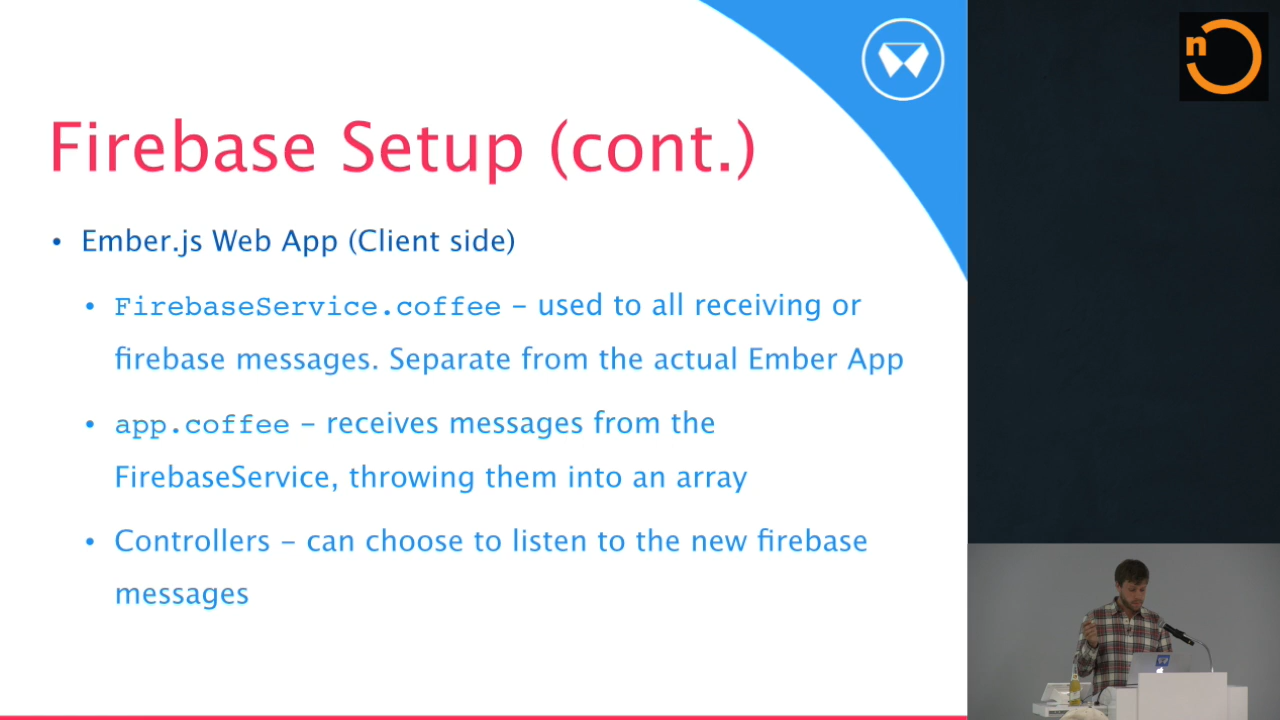 n
Firebase Setup (cont.)
• Ember.js Web App (Client side)
• FirebaseService.coffee – used to all receiving or
firebase messages. Separate from the actual Ember App
• app.coffee – receives messages from the
FirebaseService, throwing them into an array
• Controllers – can choose to listen to the new firebase
messages